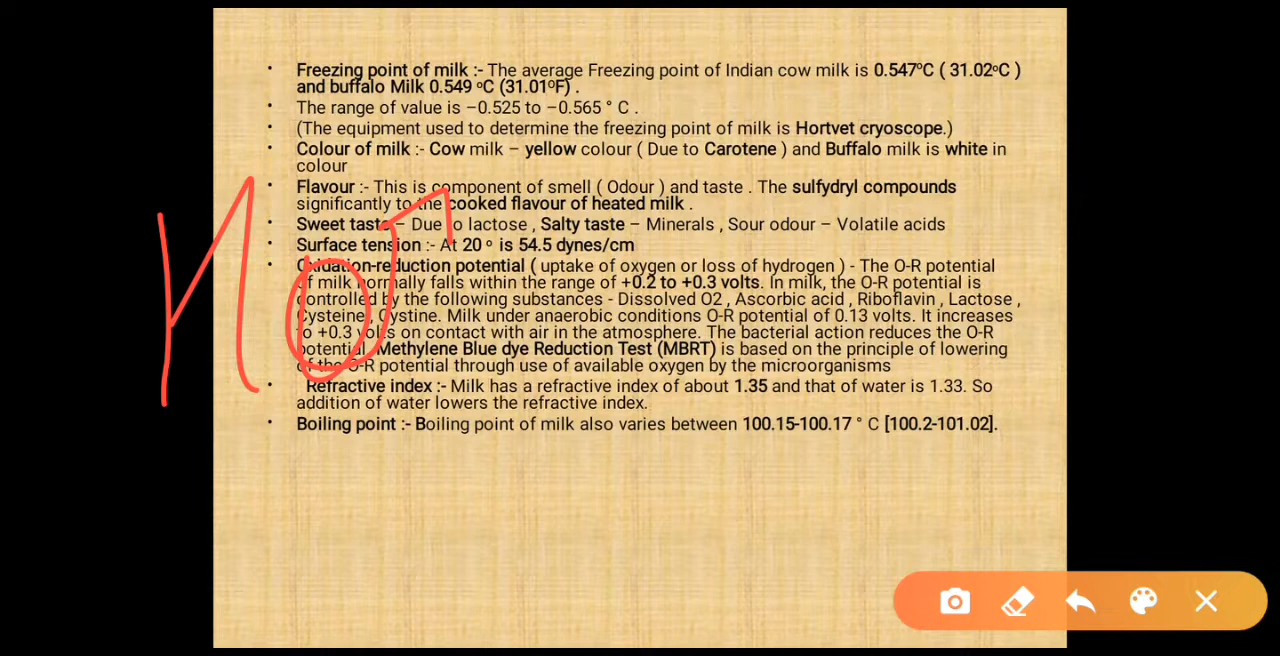 • Freezing point of milk :- The average Freezing point of Indian cow milk is 0.547ºC ( 31.02ºC )
and buffalo Milk 0.549 ºC (31.01ºF) .
• The range of value is –0.525 to –0.565 ° C .
• (The equipment used to determine the freezing point of milk is Hortvet cryoscope.)
• Colour of milk :- Cow milk – yellow colour ( Due to Carotene ) and Buffalo milk is white in
colour
• Flavour :- This is component of smell ( Odour ) and taste . The sulfydryl compounds
significantly to the cooked flavour of heated milk .
• Sweet taste – Due to lactose , Salty taste – Minerals , Sour odour – Volatile acids
• Surface tension :- At 20 ° is 54.5 dynes/cm
• Oxidation-reduction potential ( uptake of oxygen or loss of hydrogen ) - The O-R potential
of milk normally falls within the range of +0.2 to +0.3 volts. In milk, the O-R potential is
controlled by the following substances - Dissolved O2 , Ascorbic acid , Riboflavin , Lactose ,
Cysteine, Cystine. Milk under anaerobic conditions O-R potential of 0.13 volts. It increases
to +0.3 volts on contact with air in the atmosphere. The bacterial action reduces the O-R
potential. Methylene Blue dye Reduction Test (MBRT) is based on the principle of lowering
of the O-R potential through use of available oxygen by the microorganisms
• Refractive index :- Milk has a refractive index of about 1.35 and that of water is 1.33. So
addition of water lowers the refractive index.
• Boiling point :- Boiling point of milk also varies between 100.15-100.17 ° C [100.2-101.02].